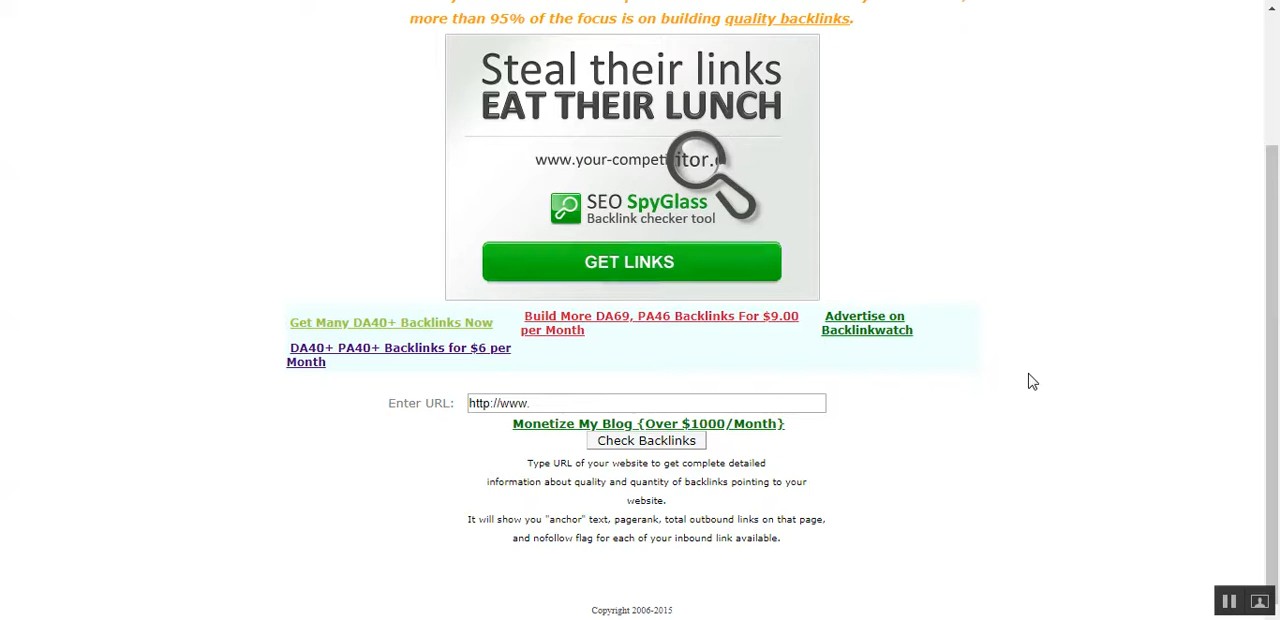 more than 95% of the focus is on building quality backlinks.
Steal their links
EAT THEIR LUNCH
www.your-competitor.
SEO SpyGlass
Backlink checker tool
GET LINKS
Get Many DA40+ Backlinks Now
Build More DA69, PA46 Backlinks For $9.00
per Month
Advertise on
Backlinkwatch
DA40+ PA40+ Backlinks for $6 per
Month
Enter URL:
http://www.
Monetize My Blog {Over $1000/Month}
Check Backlinks
Type URL of your website to get complete detailed
information about quality and quantity of backlinks pointing to your
website.
It will show you "anchor" text, pagerank, total outbound links on that page,
and nofollow flag for each of your inbound link available.
Copyright 2006-2015